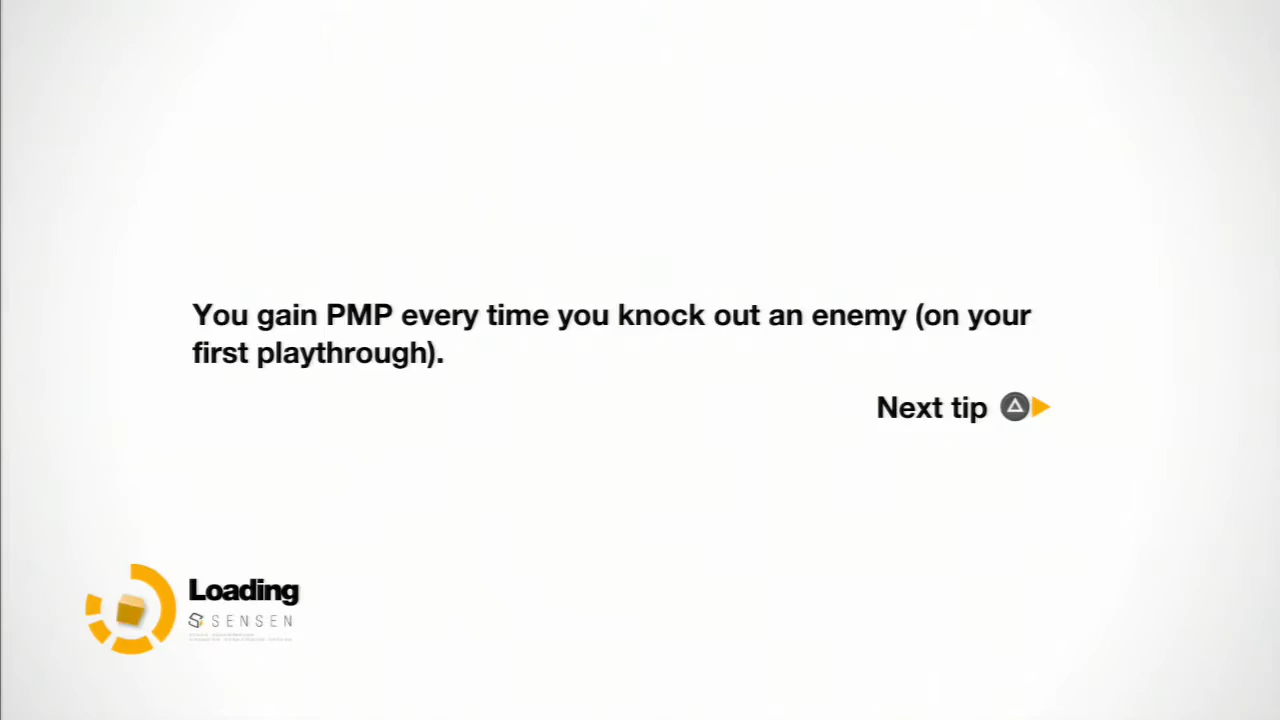 You gain PMP every time you knock out an enemy (on your
first playthrough).
Next tip
Loading
SENSEN